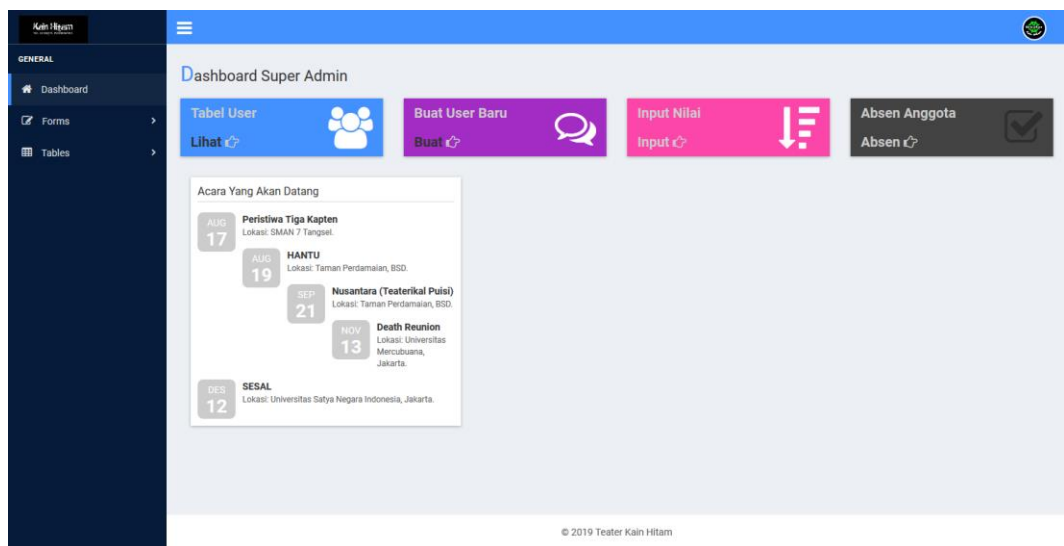 Kain Hitam
GENERAL
Dashboard
Forms
Tables
Dashboard Super Admin
Tabel User
Lihat
Buat User Baru
Buat
Input Nilai
Input
Absen Anggota
Absen
Acara Yang Akan Datang
AUG
17
Peristiwa Tiga Kapten
Lokasi: SMAN 7 Tangsel.
AUG
19
HANTU
Lokasi: Taman Perdamaian, BSD.
SEP
21
Nusantara (Teaterikal Puisi)
Lokasi: Taman Perdamaian, BSD.
NOV
13
Death Reunion
Lokasi: Universitas
Mercubuana,
Jakarta.
DES
12
SESAL
Lokasi: Universitas Satya Negara Indonesia, Jakarta.
© 2019 Teater Kain Hitam